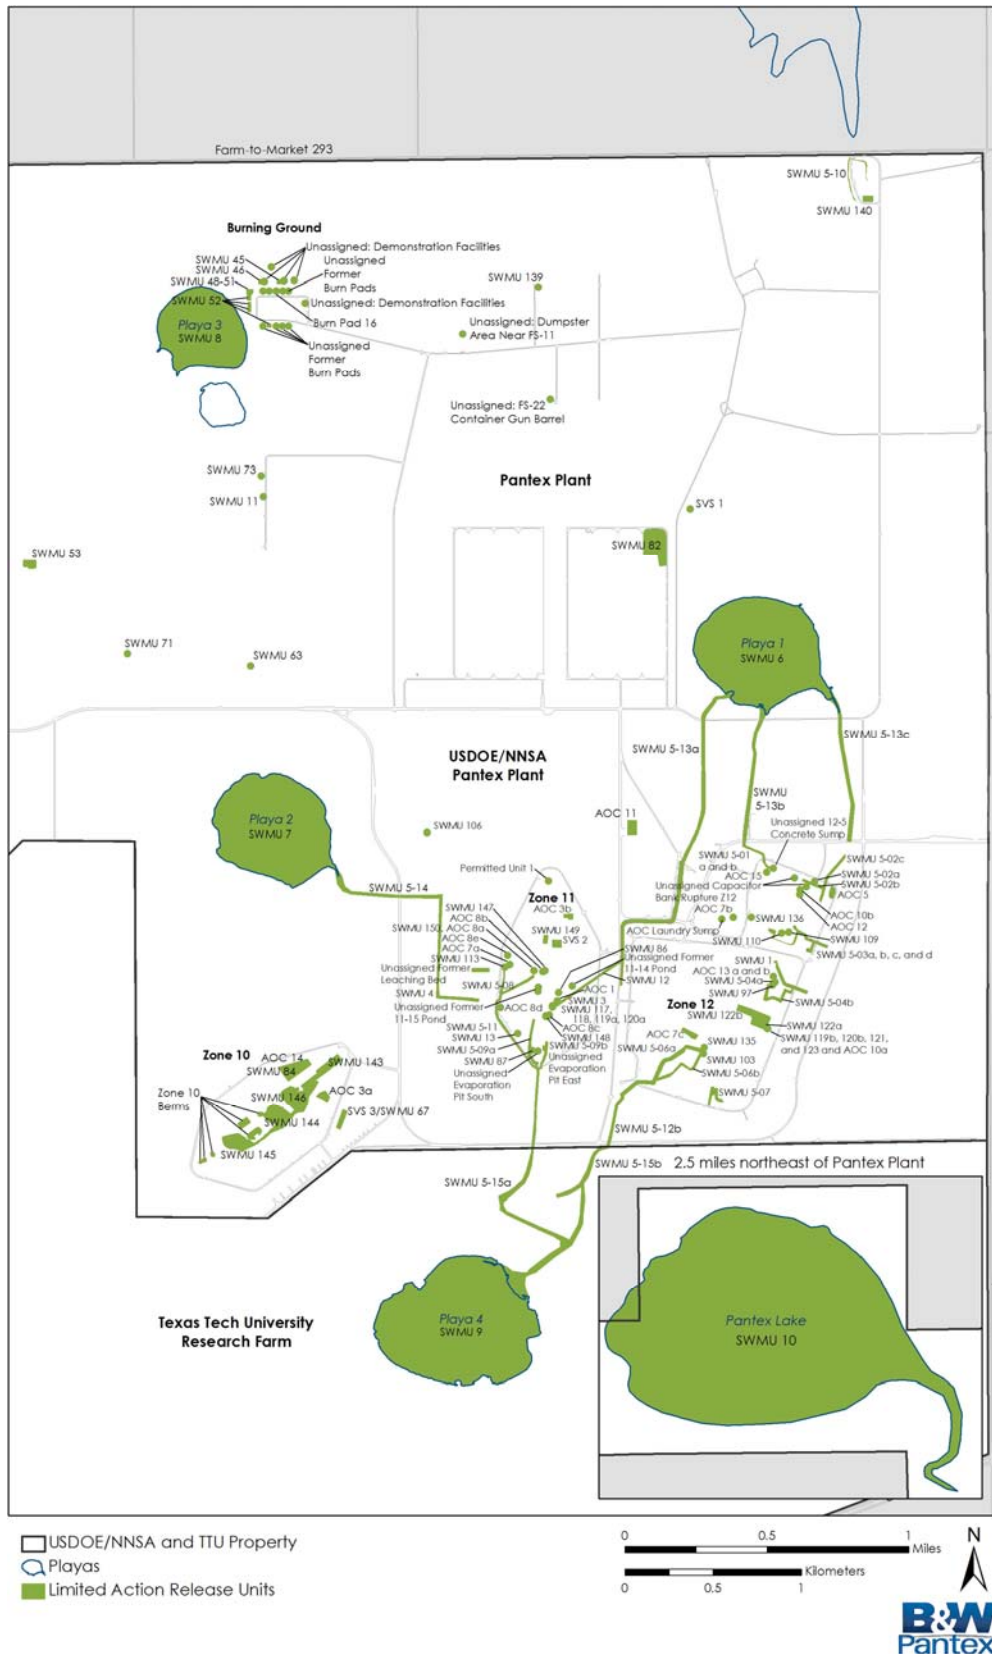 Farm-to-Market 293
SWMU 5-10
SWMU 140
Burning Ground
Unassigned: Demonstration Facilities
SWMU 45
SWMU 46
SWMU 48-51
SWMU 52
Unassigned
Former
Burn Pads
Unassigned: Demonstration Facilities
Burn Pad 16
Unassigned
Former
Burn Pads
Playa 3
SWMU 8
SWMU 139
Unassigned: Dumpster
Area Near FS-11
Unassigned: FS-22
Container Gun Barrel
SWMU 73
SWMU 11
Pantex Plant
SVS 1
SWMU 53
SWMU 82
SWMU 71
SWMU 63
Playa 1
SWMU 6
SWMU 5-13a
SWMU 5-13c
USDOE/NNSA
Pantex Plant
SWMU
5-13b
Playa 2
SWMU 7
SWMU 106
AOC 11
Unassigned 12-5
Concrete Sump
SWMU 5-01
a and b
AOC 15
Unassigned Capacitor
Bank Rupture Z12
AOC 7b
AOC Laundry Sump
SWMU 5-02c
SWMU 5-02a
SWMU 5-02b
AOC 5
AOC 10b
AOC 12
SWMU 136
SWMU 110
SWMU 109
SWMU 5-03a, b, c, and d
Permitted Unit 1
SWMU 5-14
Zone 11
AOC 3b
SWMU 147
AOC 8b
SWMU 150, AOC 8a
AOC 8e
AOC 7a
SWMU 113
SWMU 149
SVS 2
Unassigned Former
Leaching Bed
SWMU 5-08
SWMU 4
Unassigned Former
11-15 Pond
AOC 8d
SWMU 86
Unassigned Former
11-14 Pond
SWMU 12
AOC 1
SWMU 3
SWMU 117,
118, 119a, 120a
AOC 8c
SWMU 148
SWMU 5-11
SWMU 13
SWMU 5-09a
SWMU 87
SWMU 5-09b
Unassigned
Evaporation
Pit South
Unassigned
Evaporation
Pit East
SWMU 1
AOC 13 a and b
SWMU 5-04a
SWMU 97
SWMU 5-04b
Zone 12
SWMU 122b
SWMU 122a
SWMU 119b, 120b, 121,
and 123 and AOC 10a
AOC 7c
SWMU 135
SWMU 5-06a
SWMU 103
SWMU 5-06b
SWMU 5-07
Zone 10
AOC 14
SWMU 84
SWMU 143
AOC 3a
Zone 10
Berms
SWMU 146
SWMU 144
SVS 3/SWMU 67
SWMU 145
SWMU 5-12b
SWMU 5-15a
SWMU 5-15b
2.5 miles northeast of Pantex Plant
Texas Tech University
Research Farm
Playa 4
SWMU 9
Pantex Lake
SWMU 10
USDOE/NNSA and TTU Property
Playas
Limited Action Release Units
0 0.5 1
Miles
Kilometers
0 0.5 1
N
B&W
Pantex